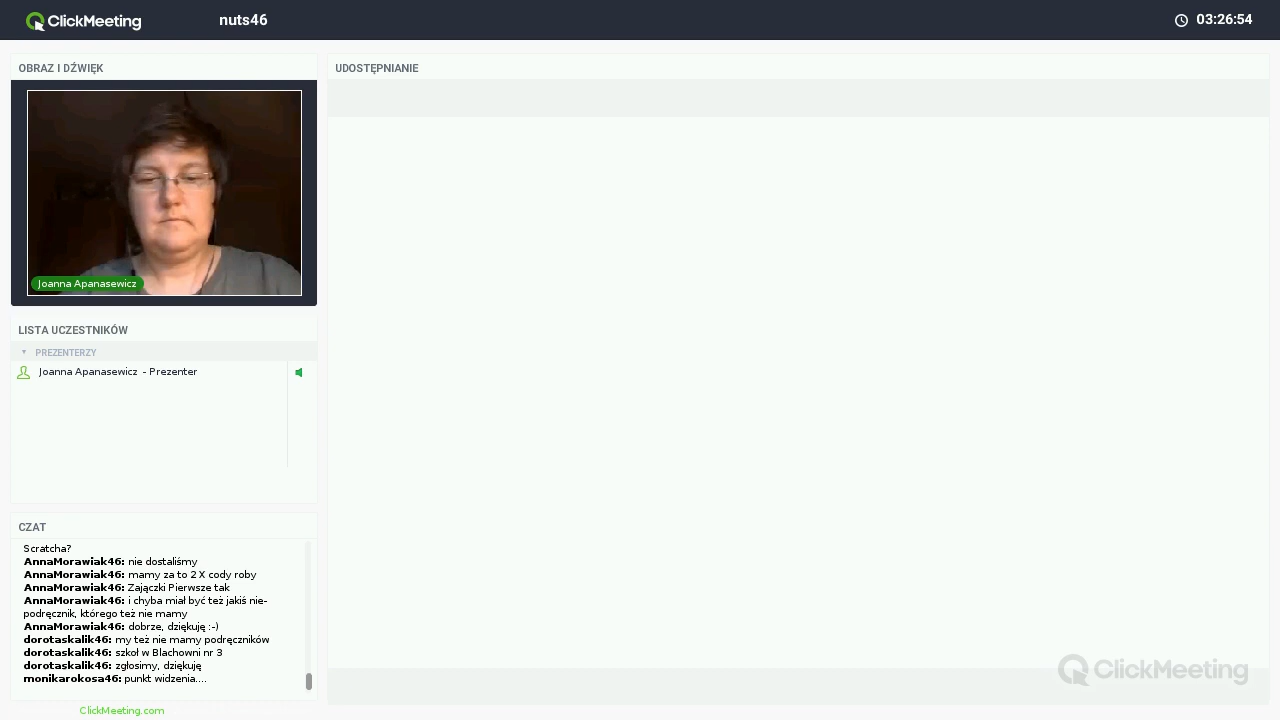 ClickMeeting
nuts46
03:26:54
OBRAZ I DŹWIĘK
UDOSTĘPNIANIE
Joanna Apanasewicz
LISTA UCZESTNIKÓW
PREZENTERZY
Joanna Apanasewicz - Prezenter
CZAT
Scratcha?
AnnaMorawiak46: nie dostaliśmy
AnnaMorawiak46: mamy za to 2 X cody roby
AnnaMorawiak46: Zajączki Pierwsze tak
AnnaMorawiak46: i chyba miał być też jakiś nie-
podręcznik, którego też nie mamy
AnnaMorawiak46: dobrze, dziękuję :-)
dorotaskalik46: my też nie mamy podręczników
dorotaskalik46: szkoł w Blachowni nr 3
dorotaskalik46: zgłosimy, dziękuję
monikarokosa46: punkt widzenia....
ClickMeeting
ClickMeeting.com